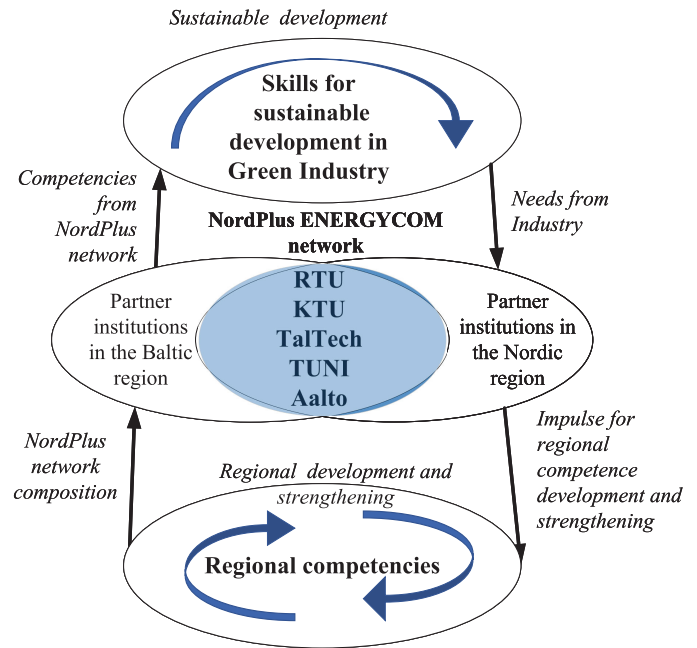 Sustainable development
Skills for
sustainable
development in
Green Industry
Competencies
from
NordPlus
network
Needs from
Industry
NordPlus ENERGYCOM
network
Partner
institutions
in the Baltic
region
RTU
KTU
TalTech
TUNI
Aalto
Partner
institutions in
the Nordic
region
NordPlus
network
composition
Impulse for
regional
competence
development and
strengthening
Regional development and
strengthening
Regional competencies